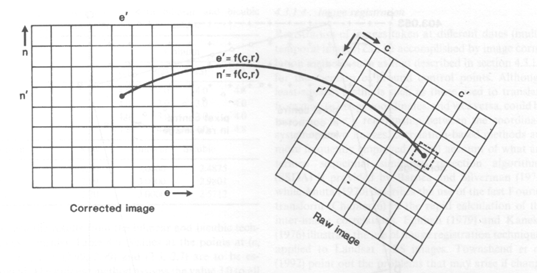 e'
n
n'
e
Corrected image
e'=f(c,r)
n'=f(c,r)
r
c
r'
c'
Raw image